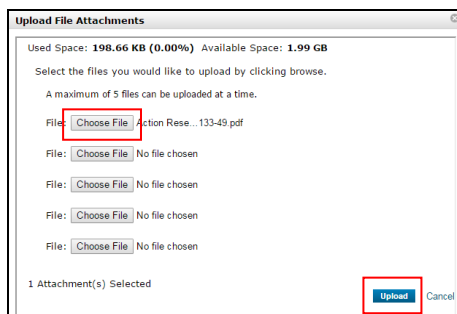 Upload File Attachments
Used Space: 198.66 KB (0.00%) Available Space: 1.99 GB
Select the files you would like to upload by clicking browse.
A maximum of 5 files can be uploaded at a time.
File: Choose File Action Rese...133-49.pdf
File: Choose File No file chosen
File: Choose File No file chosen
File: Choose File No file chosen
File: Choose File No file chosen
1 Attachment(s) Selected
Upload Cancel